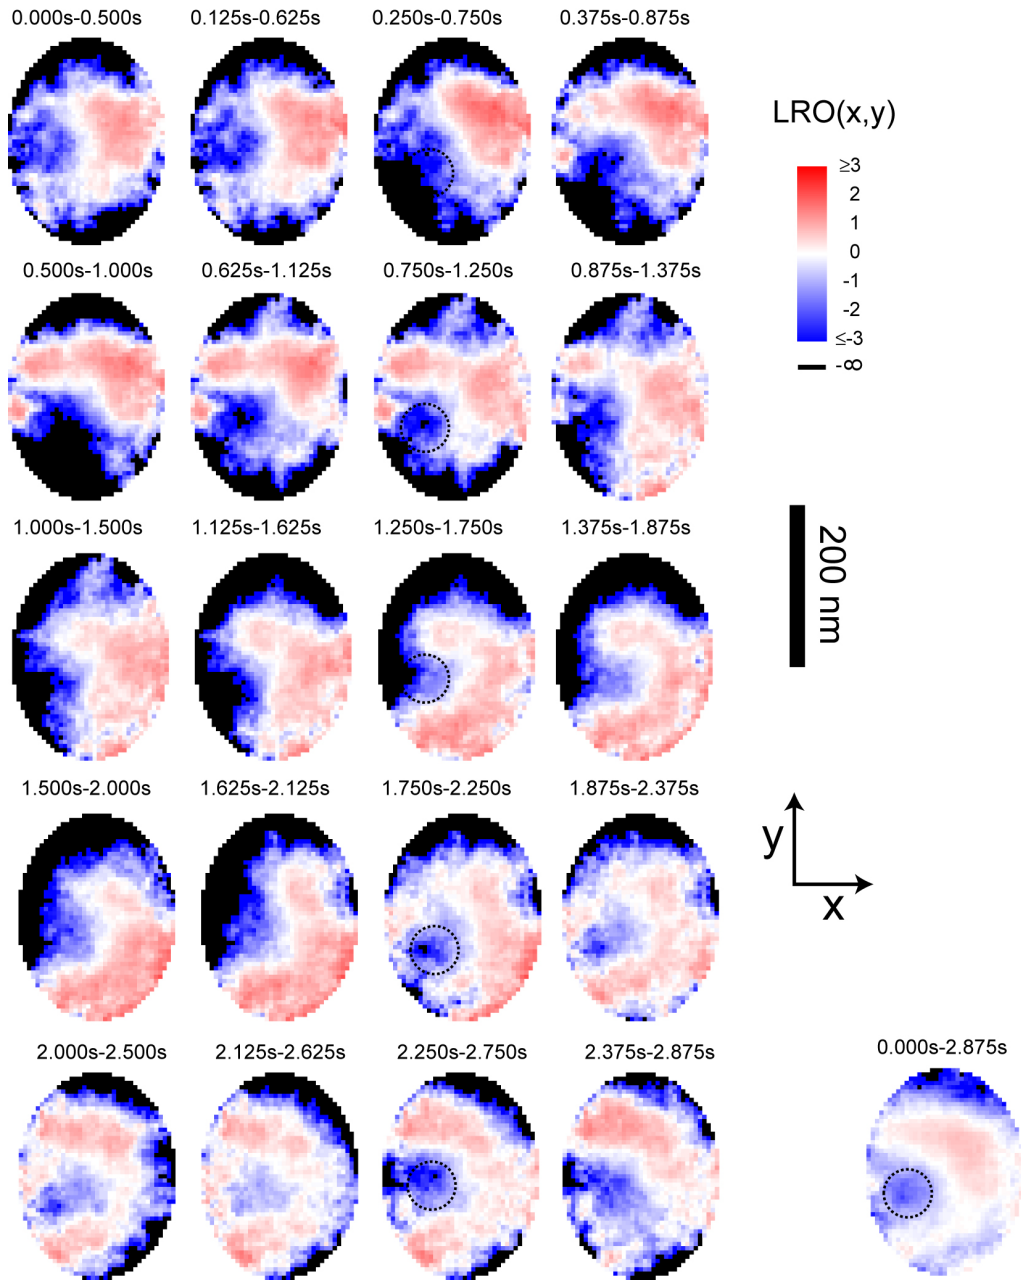 0.000s-0.500s 0.125s-0.625s 0.250s-0.750s 0.375s-0.875s
LRO(x,y)
≥3
2
1
0
-1
-2
≤-3
-∞
0.500s-1.000s 0.625s-1.125s 0.750s-1.250s 0.875s-1.375s
1.000s-1.500s 1.125s-1.625s 1.250s-1.750s 1.375s-1.875s
200 nm
1.500s-2.000s 1.625s-2.125s 1.750s-2.250s 1.875s-2.375s
y
x
2.000s-2.500s 2.125s-2.625s 2.250s-2.750s 2.375s-2.875s 0.000s-2.875s